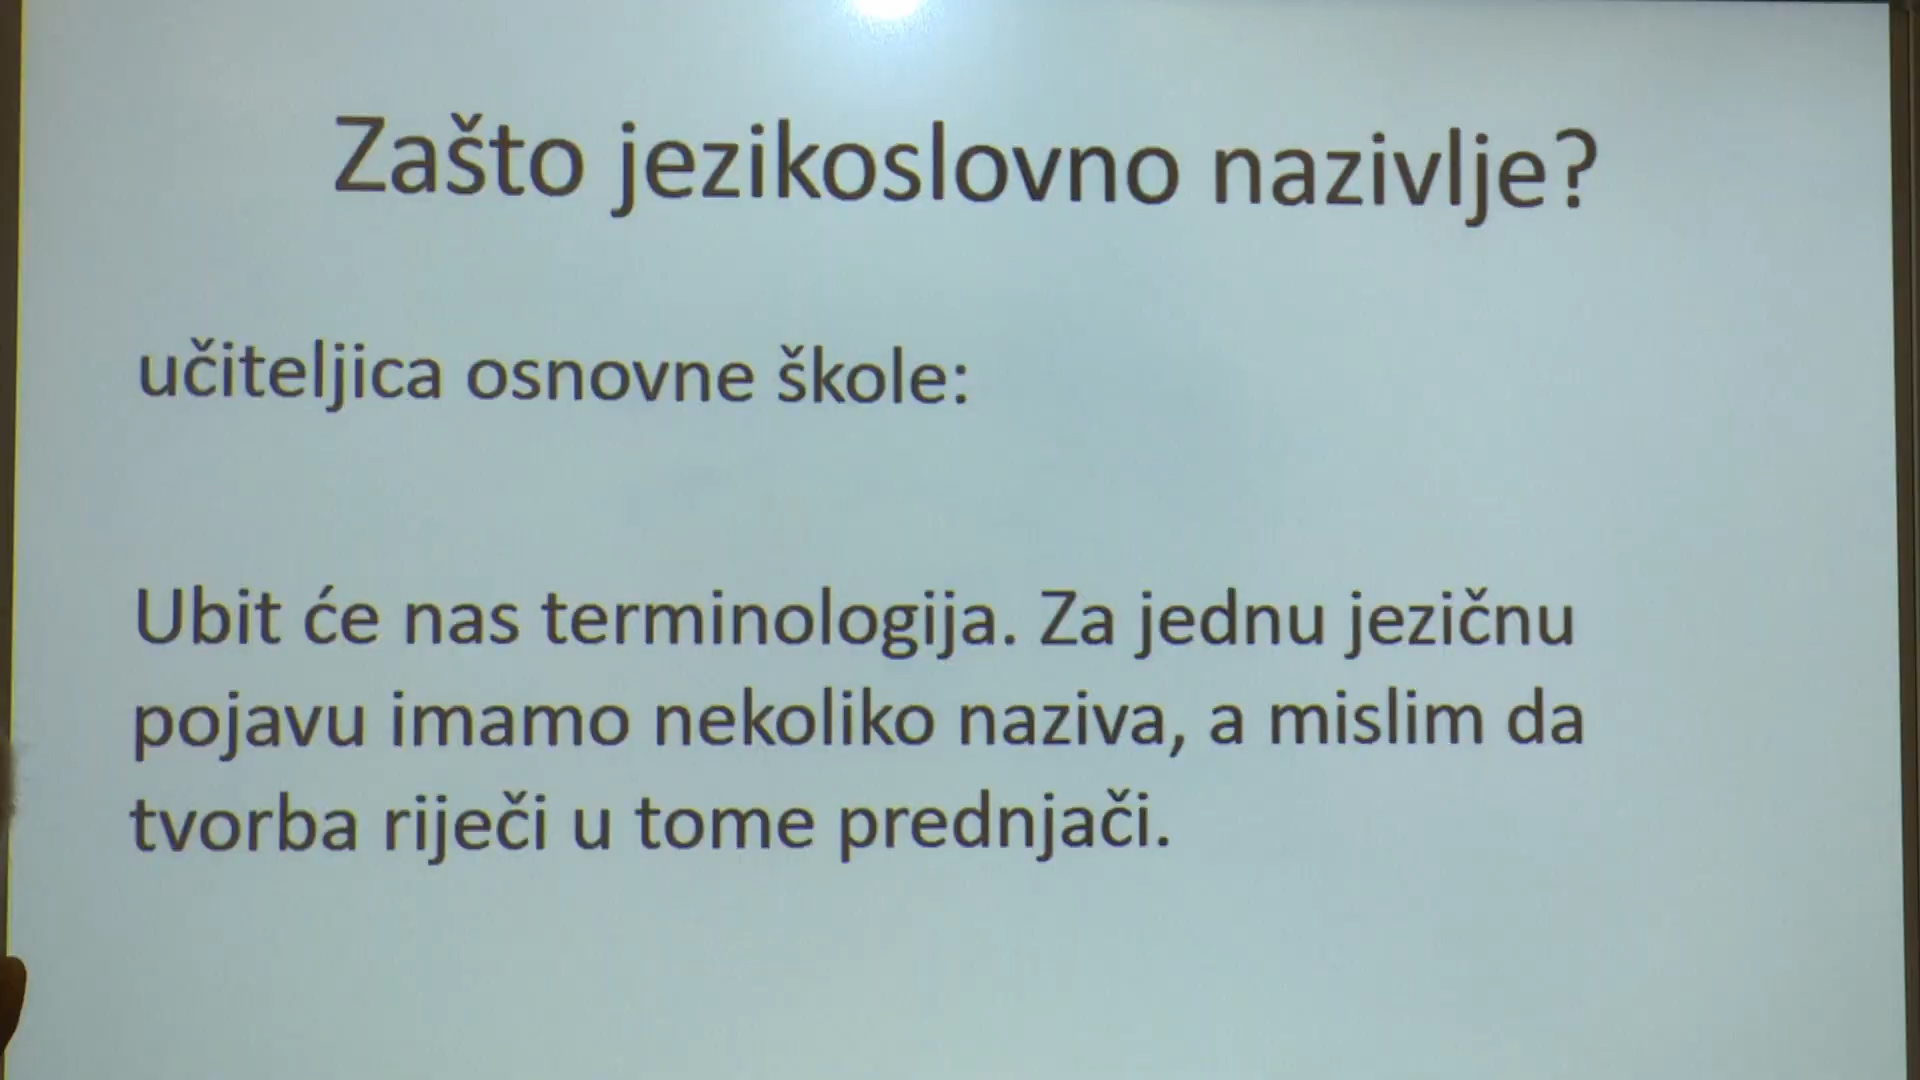 Zašto jezikoslovno nazivlje?
učiteljica osnovne škole:
Ubit će nas terminologija. Za jednu jezičnu
pojavu imamo nekoliko naziva, a mislim da
tvorba riječi u tome prednjači.